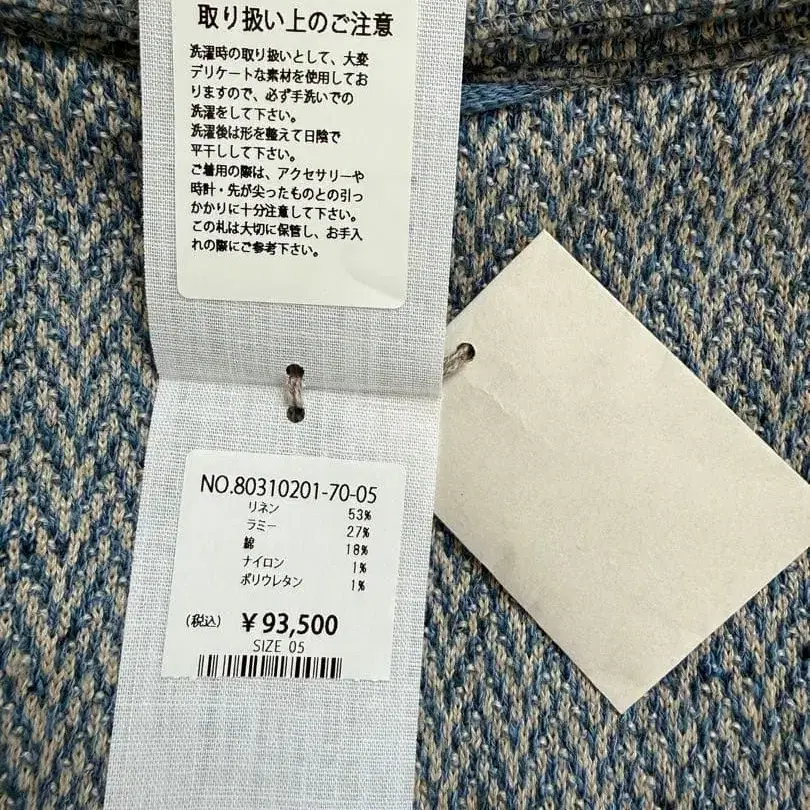 取り扱い上のご注意
洗濯時の取り扱いとして、大変
デリケートな素材を使用してお
りますので、必ず手洗いでの
洗濯をして下さい。
洗濯後は形を整えて日陰で
平干しして下さい。
ご着用の際は、アクセサリーや
時計・先が尖ったものとの引っ
かかりに十分注意して下さい。
この札は大切に保管し、お手入
れの際にご参考下さい。
NO.80310201-70-05
リネン 53%
ラミー 27%
綿 18%
ナイロン 1%
ポリウレタン 1%
(税込) ¥93,500
SIZE 05